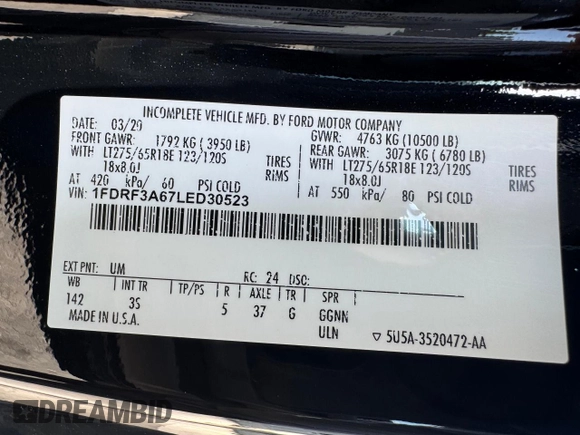 INCOMPLETE VEHICLE MFD. BY FORD MOTOR COMPANY
DATE: 03/20 GVWR: 4763 KG (10500 LB)
FRONT GAWR: 1792 KG (3950 LB) REAR GAWR: 3075 KG (6780 LB)
WITH LT275/65R18E 123/120S TIRES WITH LT275/65R18E 123/120S TIRES
18x8.0J RIMS 18x8.0J RIMS
AT 420 kPa/ 60 PSI COLD AT 550 kPa/ 80 PSI COLD
VIN: 1FDRF3A67LED30523
EXT PNT: UM RC: 24 DSO:
WB INT TR TP/PS R AXLE TR SPR
142 3S 5 37 G GGNN
MADE IN U.S.A. ULN ▽ 5U5A-3520472-AA
DREAMBID